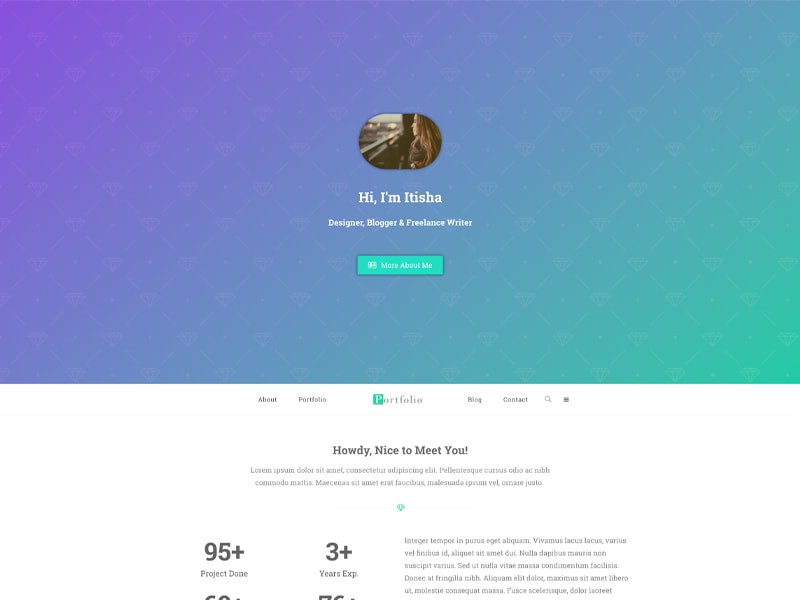 Hi, I'm Itisha
Designer, Blogger & Freelance Writer
More About Me
About Portfolio Portfolio Blog Contact
Howdy, Nice to Meet You!
Lorem ipsum dolor sit amet, consectetur adipiscing elit. Pellentesque cursus odio ac nibh
commodo mattis. Maecenas sit amet erat faucibus, malesuada ipsum vel, ornare justo.
95+ 3+
Project Done Years Exp.
Integer tempor in purus eget aliquam. Vivamus lacus lacus, varius
vel finibus id, aliquet sit amet dui. Nulla dapibus mauris non
suscipit varius. Sed ut nulla vitae massa condimentum facilisis.
Donec at fringilla nibh. Aliquam elit dolor, maximus sit amet libero
ut, molestie consequat massa. Fusce scelerisque, dolor laoreet